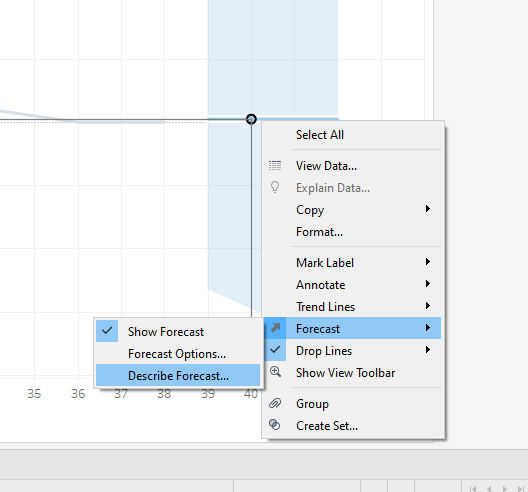 Select All
View Data...
Explain Data...
Copy
Format...
Mark Label
Annotate
Trend Lines
Forecast
Drop Lines
Show View Toolbar
Group
Create Set...
Show Forecast
Forecast Options...
Describe Forecast...
35 36 37 38 39 40